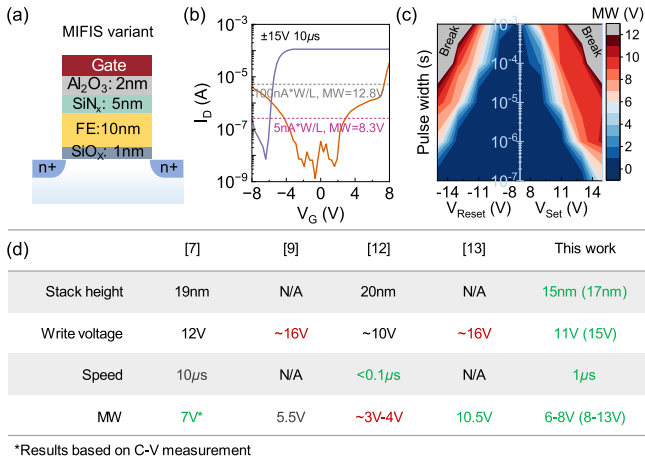 (a)
MIFIS variant
Gate
Al₂O₃: 2nm
SiNₓ: 5nm
FE:10nm
SiOₓ: 1nm
n+
n+
(b)
±15V 10µs
100nA*W/L, MW=12.8V
5nA*W/L, MW=8.3V
I_D (A)
10⁻³
10⁻⁵
10⁻⁷
10⁻⁹
-8 -4 0 4 8
V_G (V)
(c)
MW (V)
Break
Break
Pulse width (s)
10⁻³
10⁻⁴
10⁻⁵
10⁻⁶
10⁻⁷
-14 -11 -8 8 11 14
V_Reset (V) V_Set (V)
12
10
8
6
4
2
0
(d)
[7] [9] [12] [13] This work
Stack height 19nm N/A 20nm N/A 15nm (17nm)
Write voltage 12V ~16V ~10V ~16V 11V (15V)
Speed 10µs N/A <0.1µs N/A 1µs
MW 7V* 5.5V ~3V-4V 10.5V 6-8V (8-13V)
*Results based on C-V measurement